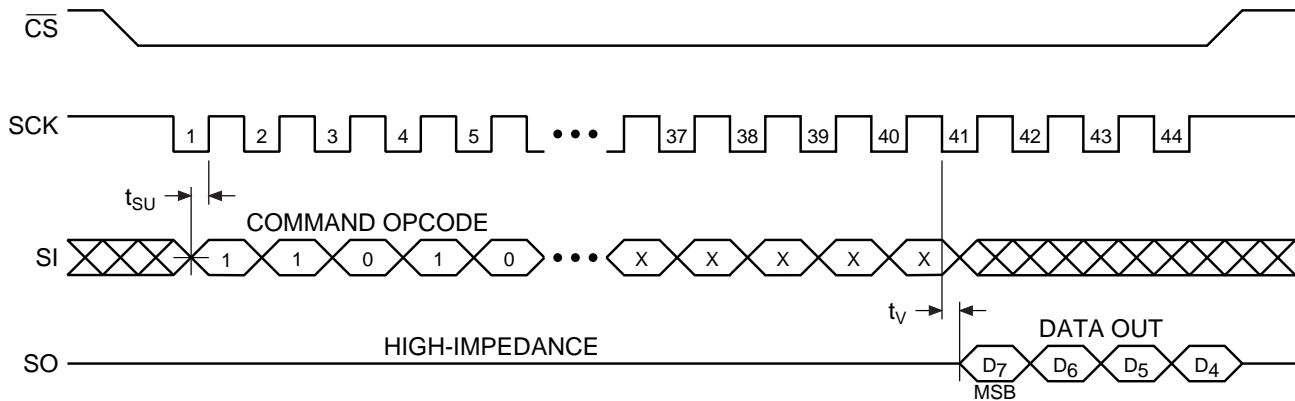 CS
SCK 1 2 3 4 5 ••• 37 38 39 40 41 42 43 44
tSU
COMMAND OPCODE
SI 1 1 0 1 0 ••• X X X X X
tV
DATA OUT
HIGH-IMPEDANCE
SO D7 D6 D5 D4
MSB